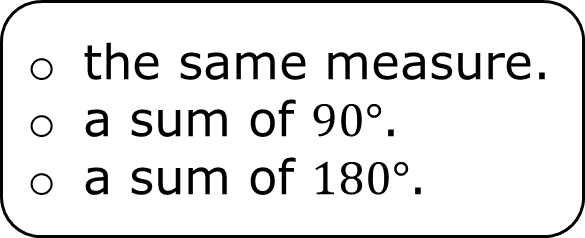 ○ the same measure.
○ a sum of 90°.
○ a sum of 180°.